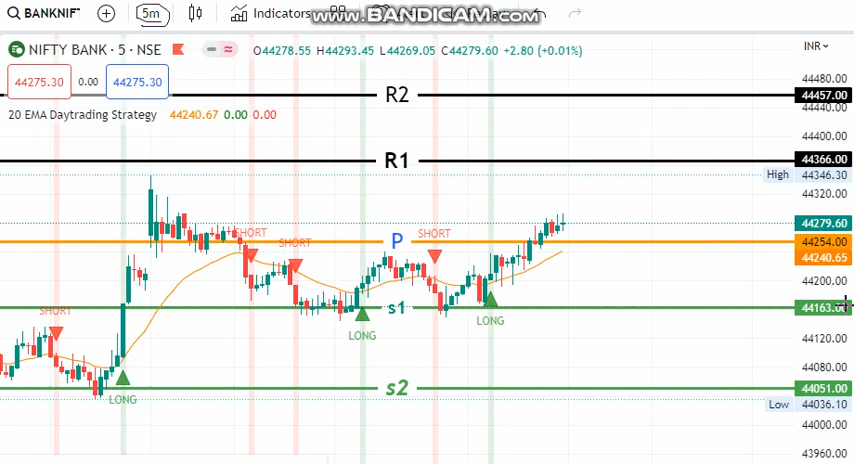 BANKNIF 5m Indicators
www.BANDICAM.com
NIFTY BANK · 5 · NSE O44278.55 H44293.45 L44269.05 C44279.60 +2.80 (+0.01%) INR
44275.30 0.00 44275.30
44480.00
R2 44457.00
44440.00
20 EMA Daytrading Strategy 44240.67 0.00 0.00
44400.00
R1 44366.00
High 44346.30
44320.00
44279.60
SHORT SHORT
SHORT P 44254.00
44240.65
44200.00
SHORT s1 44163.00
LONG
LONG
44120.00
44080.00
s2 44051.00
LONG
Low 44036.10
44000.00
43960.00